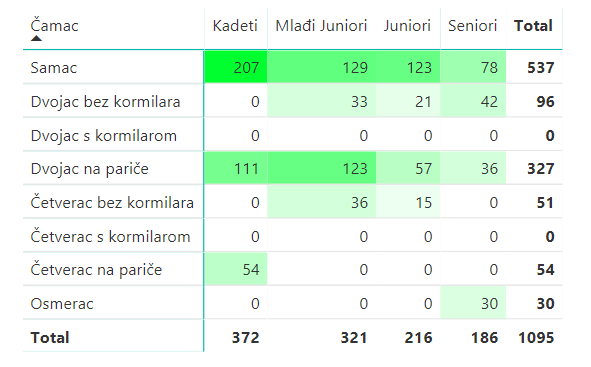 Čamac Kadeti Mlađi Juniori Juniori Seniori Total
Samac 207 129 123 78 537
Dvojac bez kormilara 0 33 21 42 96
Dvojac s kormilarom 0 0 0 0 0
Dvojac na pariče 111 123 57 36 327
Četverac bez kormilara 0 36 15 0 51
Četverac s kormilarom 0 0 0 0 0
Četverac na pariče 54 0 0 0 54
Osmerac 0 0 0 30 30
Total 372 321 216 186 1095